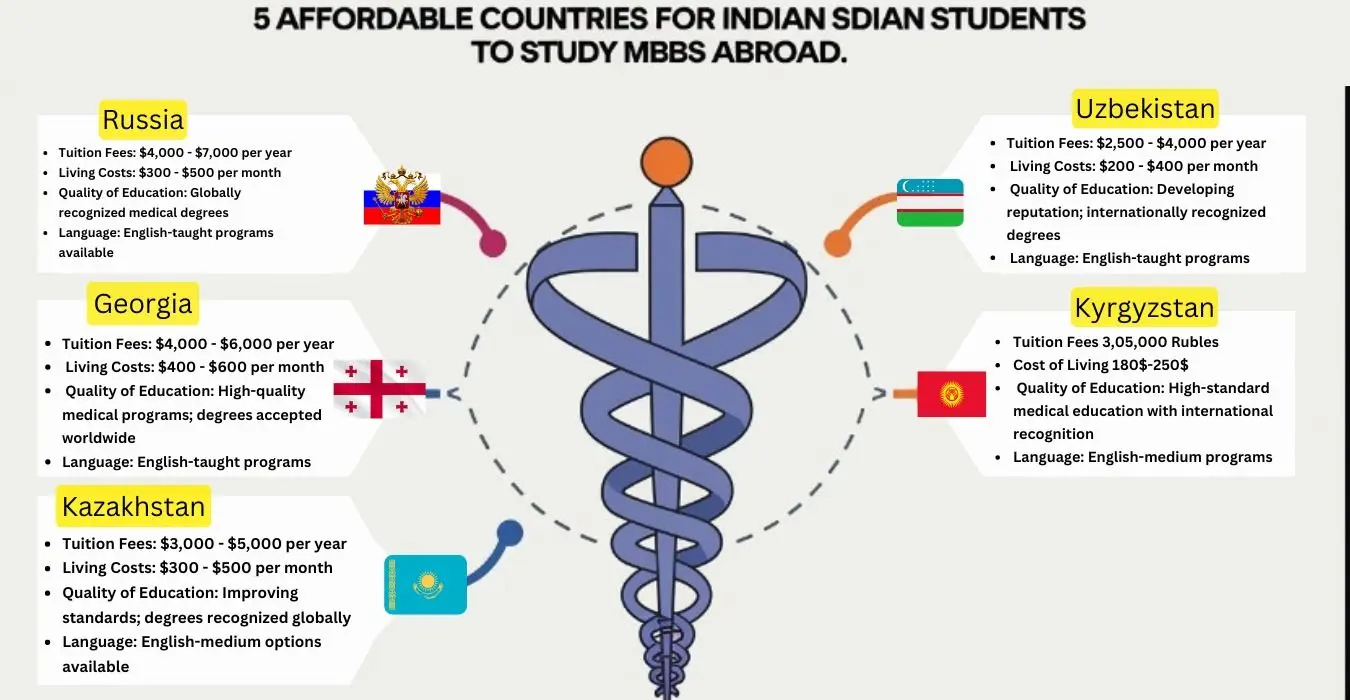 5 AFFORDABLE COUNTRIES FOR INDIAN SDIAN STUDENTS
TO STUDY MBBS ABROAD.
Russia
• Tuition Fees: $4,000 - $7,000 per year
• Living Costs: $300 - $500 per month
• Quality of Education: Globally
recognized medical degrees
• Language: English-taught programs
available
Georgia
• Tuition Fees: $4,000 - $6,000 per year
• Living Costs: $400 - $600 per month
• Quality of Education: High-quality
medical programs; degrees accepted
worldwide
• Language: English-taught programs
Kazakhstan
• Tuition Fees: $3,000 - $5,000 per year
• Living Costs: $300 - $500 per month
• Quality of Education: Improving
standards; degrees recognized globally
• Language: English-medium options
available
Uzbekistan
• Tuition Fees: $2,500 - $4,000 per year
• Living Costs: $200 - $400 per month
• Quality of Education: Developing
reputation; internationally recognized
degrees
• Language: English-taught programs
Kyrgyzstan
• Tuition Fees 3,05,000 Rubles
• Cost of Living 180$-250$
• Quality of Education: High-standard
medical education with international
recognition
• Language: English-medium programs